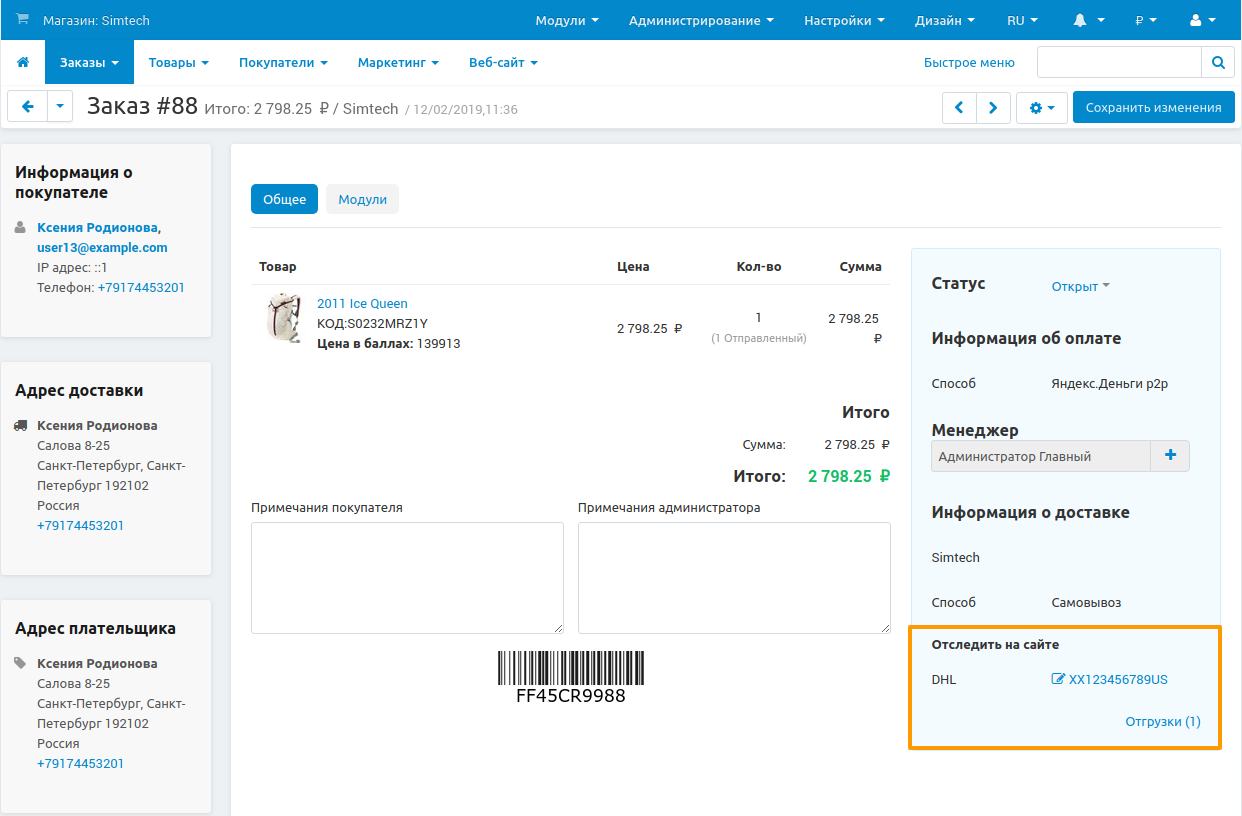 Магазин: Simtech
Модули
Администрирование
Настройки
Дизайн
RU
₽
Заказы
Товары
Покупатели
Маркетинг
Веб-сайт
Быстрое меню
Заказ #88 Итого: 2 798.25 ₽ / Simtech / 12/02/2019,11:36
Сохранить изменения
Информация о
покупателе
Ксения Родионова,
user13@example.com
IP адрес: ::1
Телефон: +79174453201
Адрес доставки
Ксения Родионова
Салова 8-25
Санкт-Петербург, Санкт-
Петербург 192102
Россия
+79174453201
Адрес плательщика
Ксения Родионова
Салова 8-25
Санкт-Петербург, Санкт-
Петербург 192102
Россия
+79174453201
Общее
Модули
Товар
Цена
Кол-во
Сумма
2011 Ice Queen
КОД:S0232MRZ1Y
Цена в баллах: 139913
2 798.25 ₽
1
(1 Отправленный)
2 798.25
₽
Итого
Сумма: 2 798.25 ₽
Итого: 2 798.25 ₽
Примечания покупателя
Примечания администратора
FF45CR9988
Статус
Открыт
Информация об оплате
Способ
Яндекс.Деньги p2p
Менеджер
Администратор Главный
Информация о доставке
Simtech
Способ
Самовывоз
Отследить на сайте
DHL
XX123456789US
Отгрузки (1)